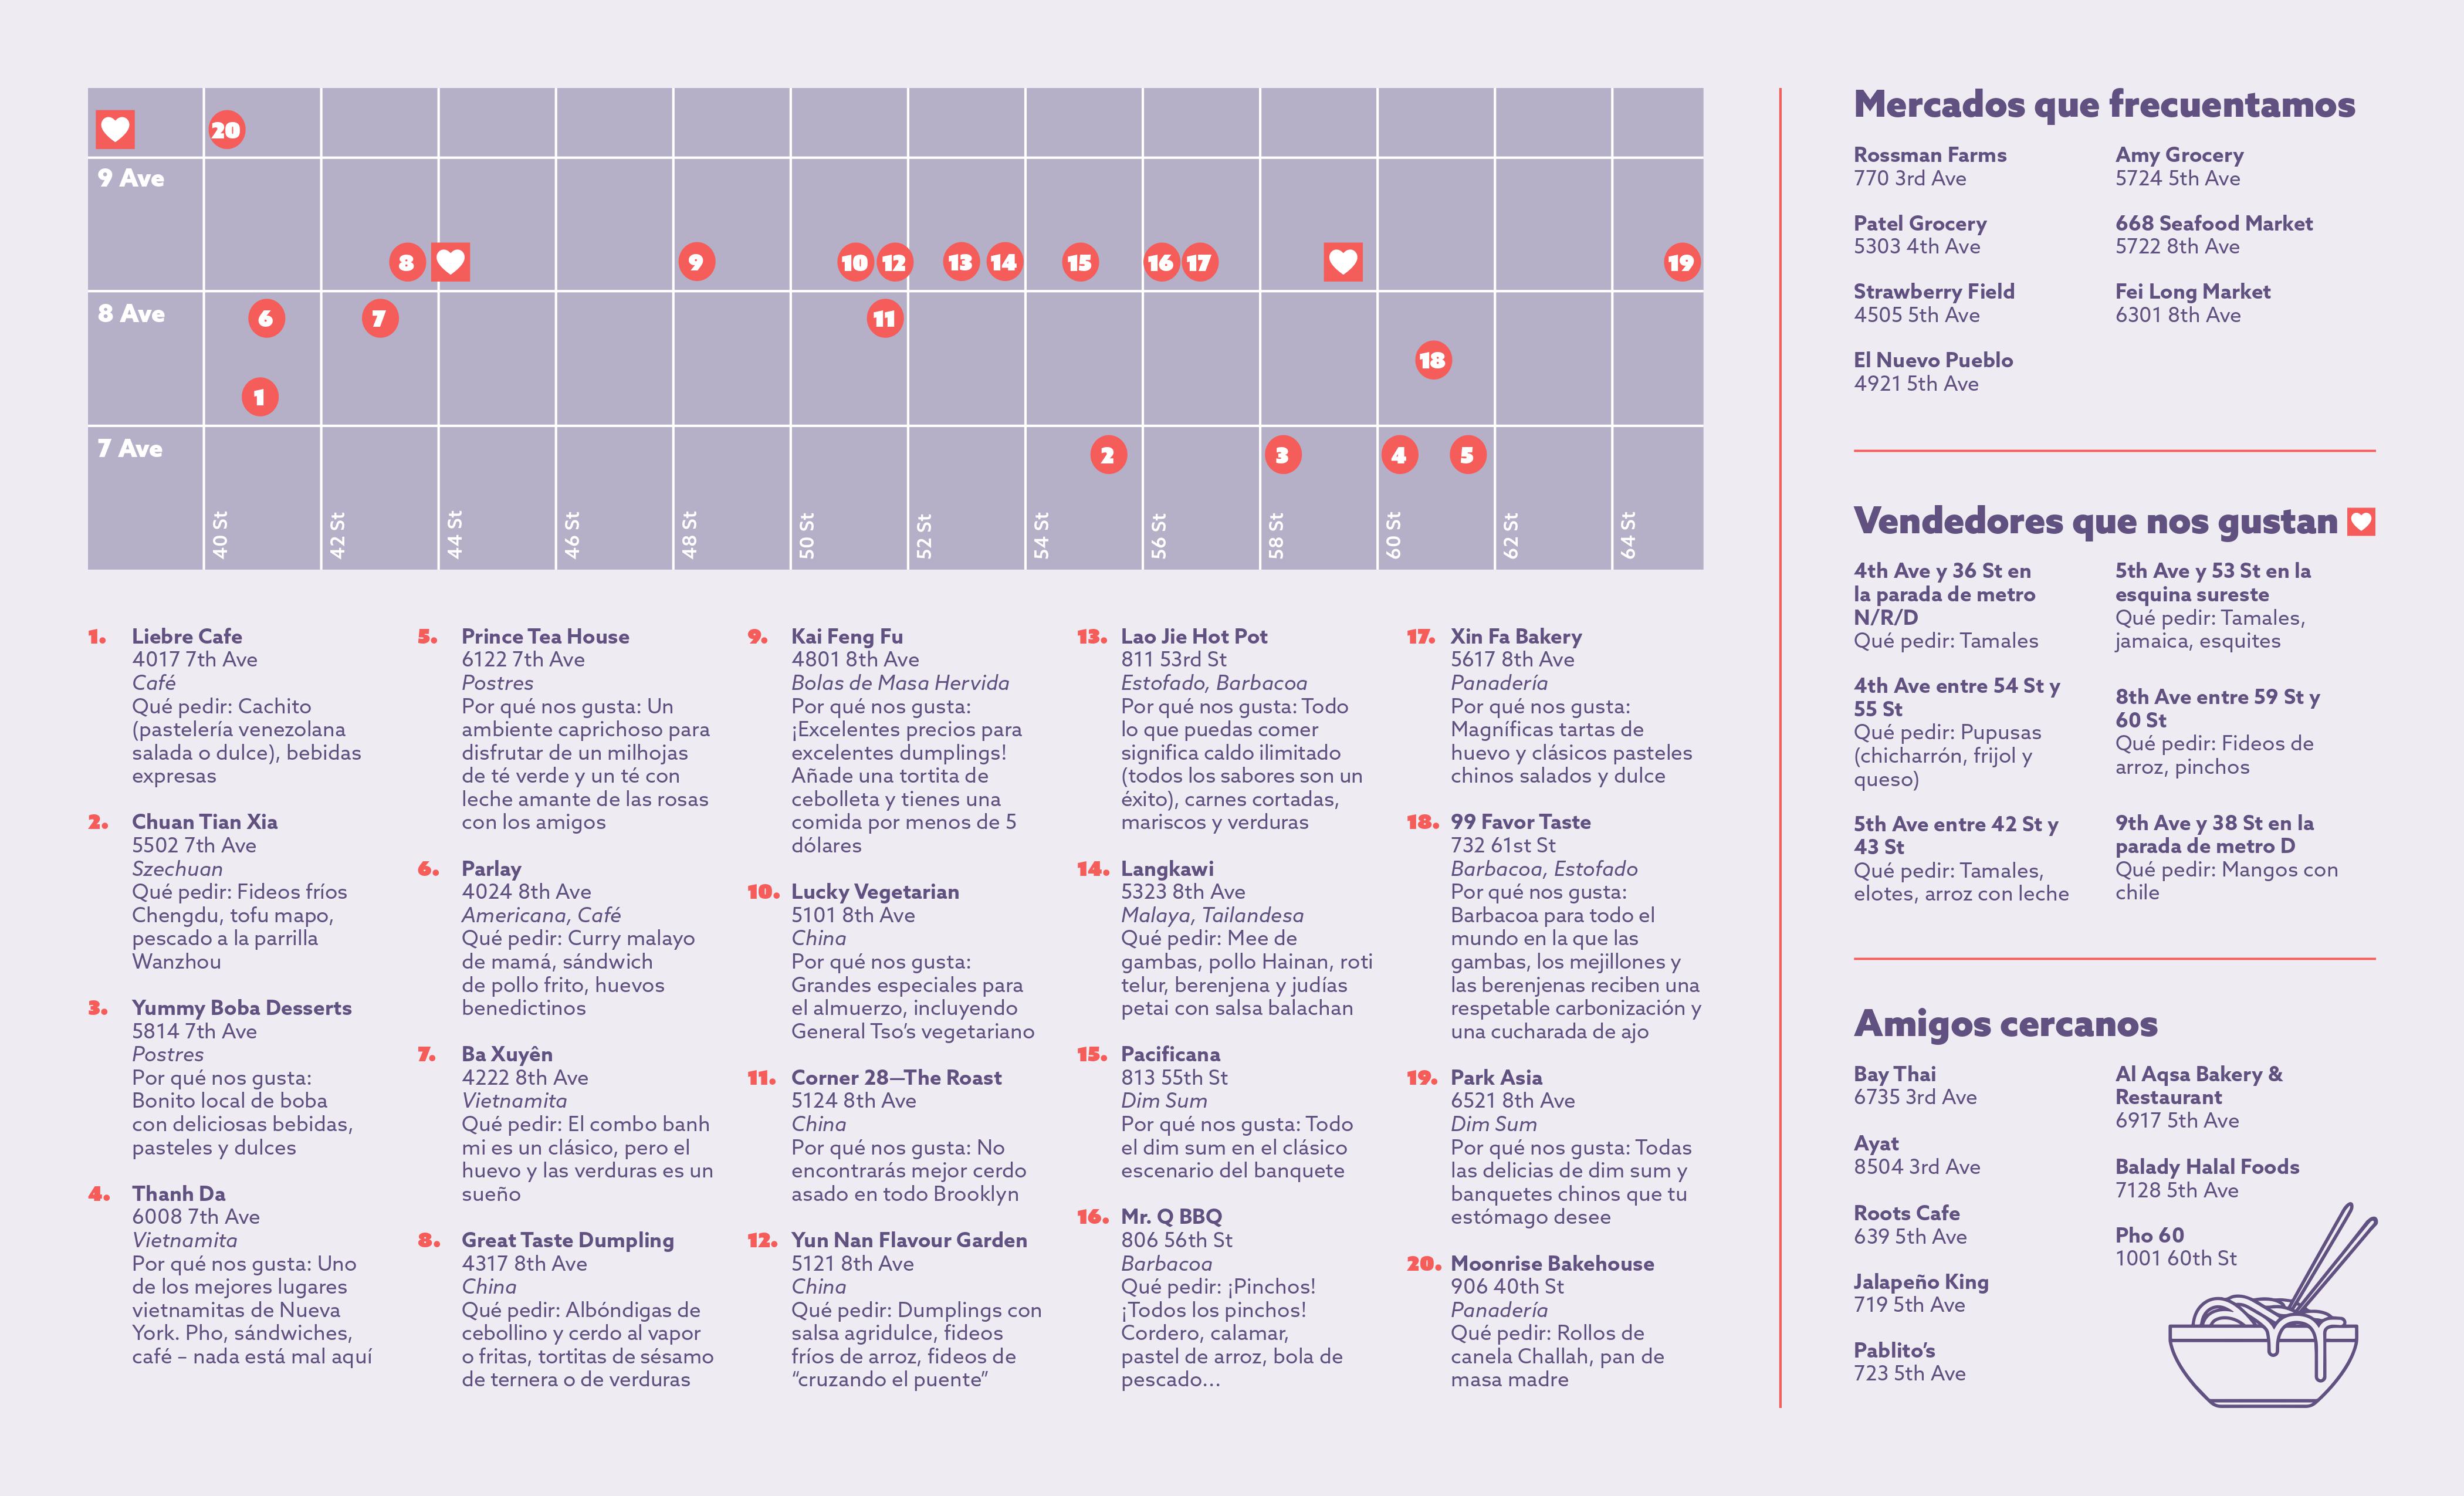 20
9 Ave
8
9
10
12
13
14
15
16
17
19
8 Ave
6
7
11
18
1
7 Ave
2
3
4
5
40 St
42 St
44 St
46 St
48 St
50 St
52 St
54 St
56 St
58 St
60 St
62 St
64 St
1. Liebre Cafe
4017 7th Ave
Café
Qué pedir: Cachito
(pastelería venezolana
salada o dulce), bebidas
expresas
2. Chuan Tian Xia
5502 7th Ave
Szechuan
Qué pedir: Fideos fríos
Chengdu, tofu mapo,
pescado a la parrilla
Wanzhou
3. Yummy Boba Desserts
5814 7th Ave
Postres
Por qué nos gusta:
Bonito local de boba
con deliciosas bebidas,
pasteles y dulces
4. Thanh Da
6008 7th Ave
Vietnamita
Por qué nos gusta: Uno
de los mejores lugares
vietnamitas de Nueva
York. Pho, sándwiches,
café – nada está mal aquí
5. Prince Tea House
6122 7th Ave
Postres
Por qué nos gusta: Un
ambiente caprichoso para
disfrutar de un milhojas
de té verde y un té con
leche amante de las rosas
con los amigos
6. Parlay
4024 8th Ave
Americana, Café
Qué pedir: Curry malayo
de mamá, sándwich
de pollo frito, huevos
benedictinos
7. Ba Xuyên
4222 8th Ave
Vietnamita
Qué pedir: El combo banh
mi es un clásico, pero el
huevo y las verduras es un
sueño
8. Great Taste Dumpling
4317 8th Ave
China
Qué pedir: Albóndigas de
cebollino y cerdo al vapor
o fritas, tortitas de sésamo
de ternera o de verduras
9. Kai Feng Fu
4801 8th Ave
Bolas de Masa Hervida
Por qué nos gusta:
¡Excelentes precios para
excelentes dumplings!
Añade una tortita de
cebolleta y tienes una
comida por menos de 5
dólares
10. Lucky Vegetarian
5101 8th Ave
China
Por qué nos gusta:
Grandes especiales para
el almuerzo, incluyendo
General Tso’s vegetariano
11. Corner 28—The Roast
5124 8th Ave
China
Por qué nos gusta: No
encontrarás mejor cerdo
asado en todo Brooklyn
12. Yun Nan Flavour Garden
5121 8th Ave
China
Qué pedir: Dumplings con
salsa agridulce, fideos
fríos de arroz, fideos de
“cruzando el puente”
13. Lao Jie Hot Pot
811 53rd St
Estofado, Barbacoa
Por qué nos gusta: Todo
lo que puedas comer
significa caldo ilimitado
(todos los sabores son un
éxito), carnes cortadas,
mariscos y verduras
14. Langkawi
5323 8th Ave
Malaya, Tailandesa
Qué pedir: Mee de
gambas, pollo Hainan, roti
telur, berenjena y judías
petai con salsa balachan
15. Pacificana
813 55th St
Dim Sum
Por qué nos gusta: Todo
el dim sum en el clásico
escenario del banquete
16. Mr. Q BBQ
806 56th St
Barbacoa
Qué pedir: ¡Pinchos!
¡Todos los pinchos!
Cordero, calamar,
pastel de arroz, bola de
pescado...
17. Xin Fa Bakery
5617 8th Ave
Panadería
Por qué nos gusta:
Magníficas tartas de
huevo y clásicos pasteles
chinos salados y dulce
18. 99 Favor Taste
732 61st St
Barbacoa, Estofado
Por qué nos gusta:
Barbacoa para todo el
mundo en la que las
gambas, los mejillones y
las berenjenas reciben una
respetable carbonización y
una cucharada de ajo
19. Park Asia
6521 8th Ave
Dim Sum
Por qué nos gusta: Todas
las delicias de dim sum y
banquetes chinos que tu
estómago desee
20. Moonrise Bakehouse
906 40th St
Panadería
Qué pedir: Rollos de
canela Challah, pan de
masa madre
Mercados que frecuentamos
Rossman Farms
770 3rd Ave
Patel Grocery
5303 4th Ave
Strawberry Field
4505 5th Ave
El Nuevo Pueblo
4921 5th Ave
Amy Grocery
5724 5th Ave
668 Seafood Market
5722 8th Ave
Fei Long Market
6301 8th Ave
Vendedores que nos gustan
4th Ave y 36 St en
la parada de metro
N/R/D
Qué pedir: Tamales
4th Ave entre 54 St y
55 St
Qué pedir: Pupusas
(chicharrón, frijol y
queso)
5th Ave entre 42 St y
43 St
Qué pedir: Tamales,
elotes, arroz con leche
5th Ave y 53 St en la
esquina sureste
Qué pedir: Tamales,
jamaica, esquites
8th Ave entre 59 St y
60 St
Qué pedir: Fideos de
arroz, pinchos
9th Ave y 38 St en la
parada de metro D
Qué pedir: Mangos con
chile
Amigos cercanos
Bay Thai
6735 3rd Ave
Ayat
8504 3rd Ave
Roots Cafe
639 5th Ave
Jalapeño King
719 5th Ave
Pablito’s
723 5th Ave
Al Aqsa Bakery &
Restaurant
6917 5th Ave
Balady Halal Foods
7128 5th Ave
Pho 60
1001 60th St